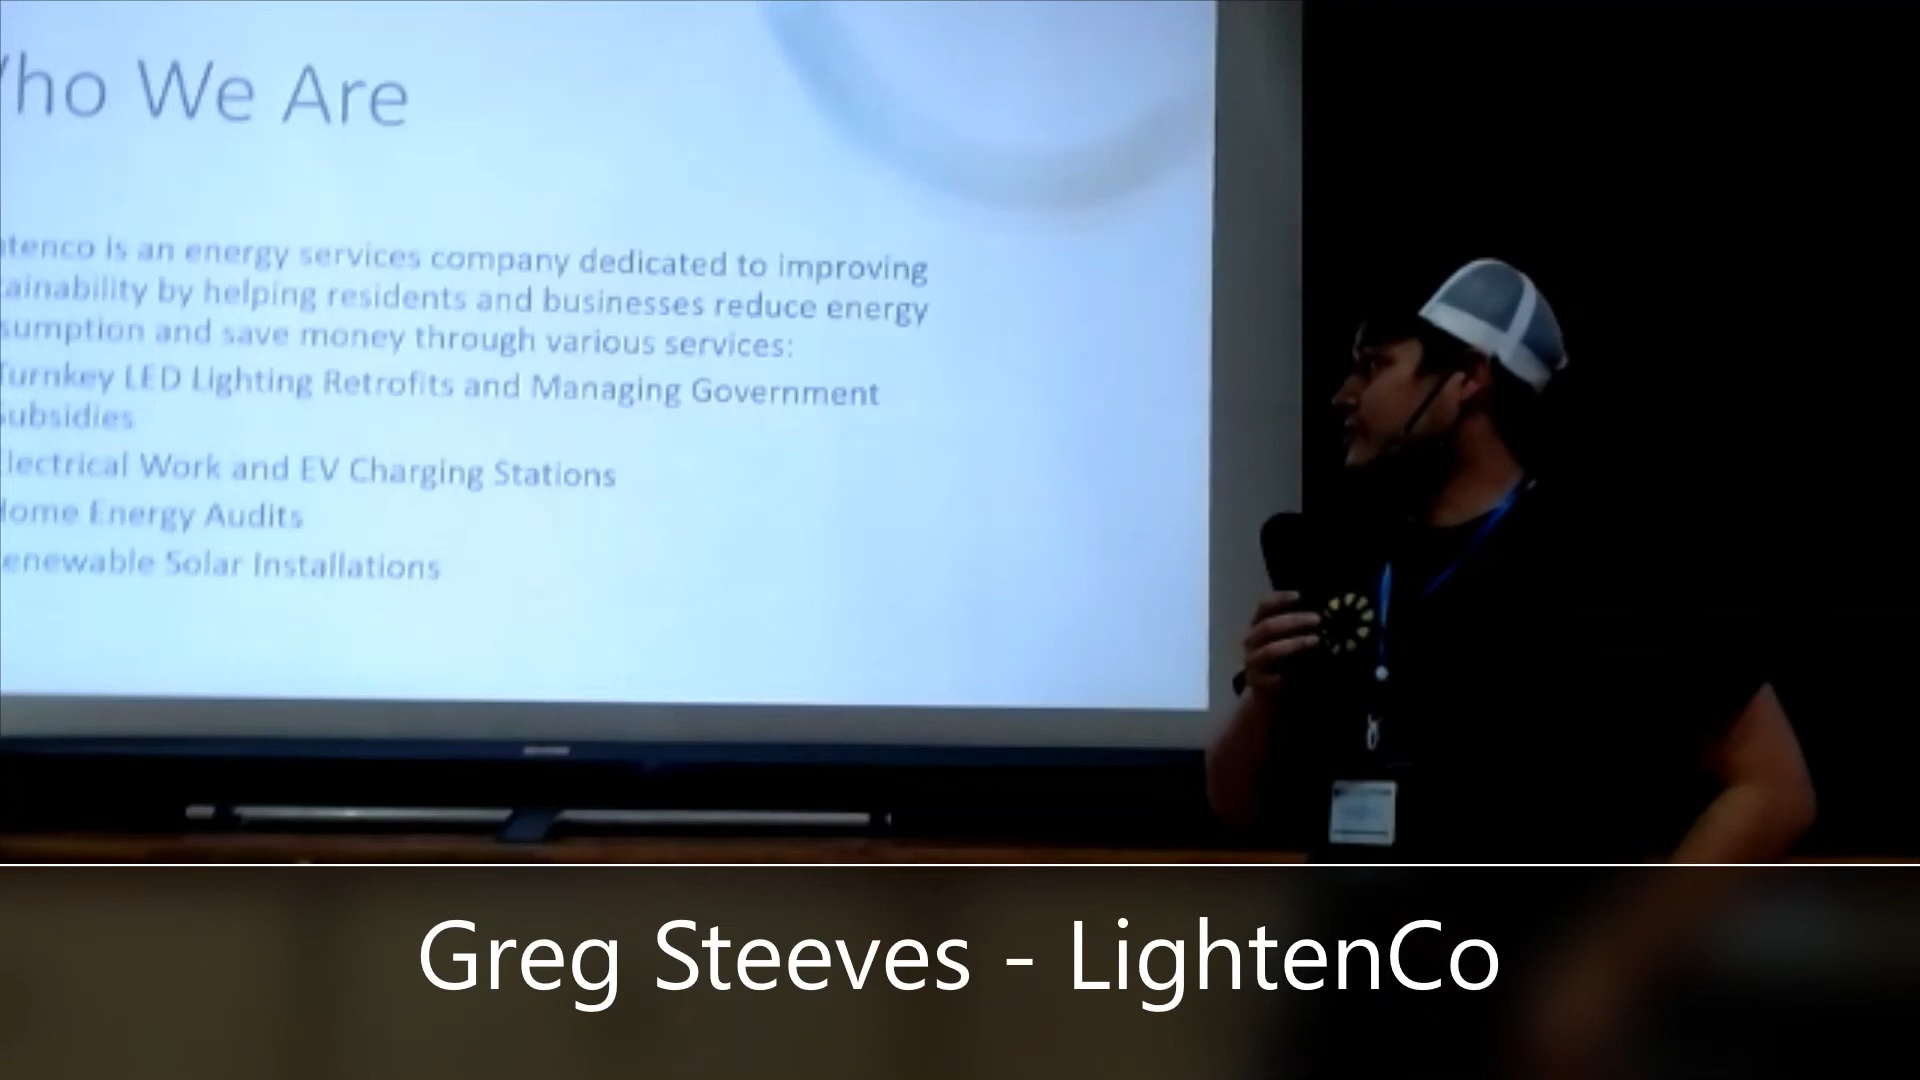 ho We Are
tenco is an energy services company dedicated to improving
ainability by helping residents and businesses reduce energy
sumption and save money through various services:
Turnkey LED Lighting Retrofits and Managing Government
ubsidies
lectrical Work and EV Charging Stations
ome Energy Audits
enewable Solar Installations
Greg Steeves - LightenCo